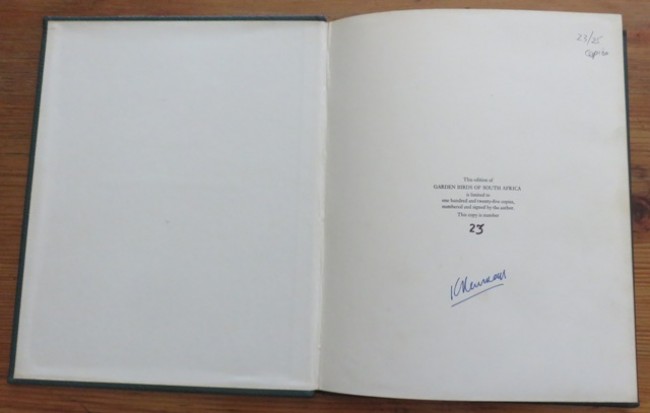 23/25
This edition of
GARDEN BIRDS OF SOUTH AFRICA
is limited to
one hundred and twenty-five copies,
numbered and signed by the author.
This copy is number
23